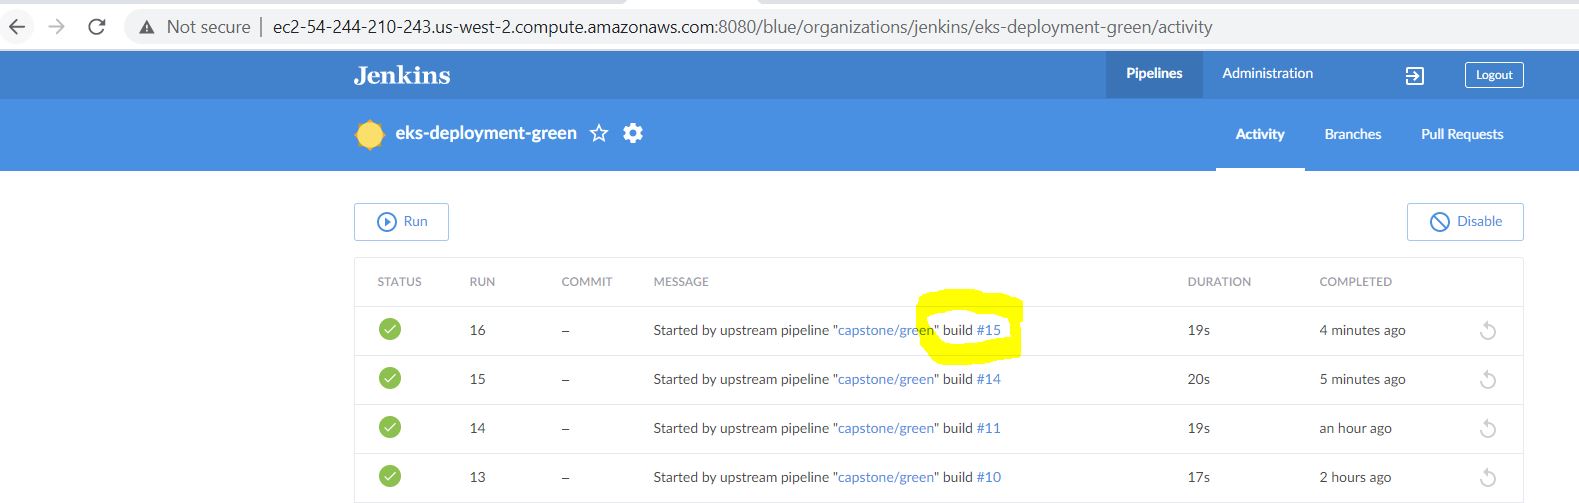 Not secure | ec2-54-244-210-243.us-west-2.compute.amazonaws.com:8080/blue/organizations/jenkins/eks-deployment-green/activity
Jenkins Pipelines Administration Logout
eks-deployment-green Activity Branches Pull Requests
Run Disable
STATUS RUN COMMIT MESSAGE DURATION COMPLETED
16 – Started by upstream pipeline "capstone/green" build #15 19s 4 minutes ago
15 – Started by upstream pipeline "capstone/green" build #14 20s 5 minutes ago
14 – Started by upstream pipeline "capstone/green" build #11 19s an hour ago
13 – Started by upstream pipeline "capstone/green" build #10 17s 2 hours ago